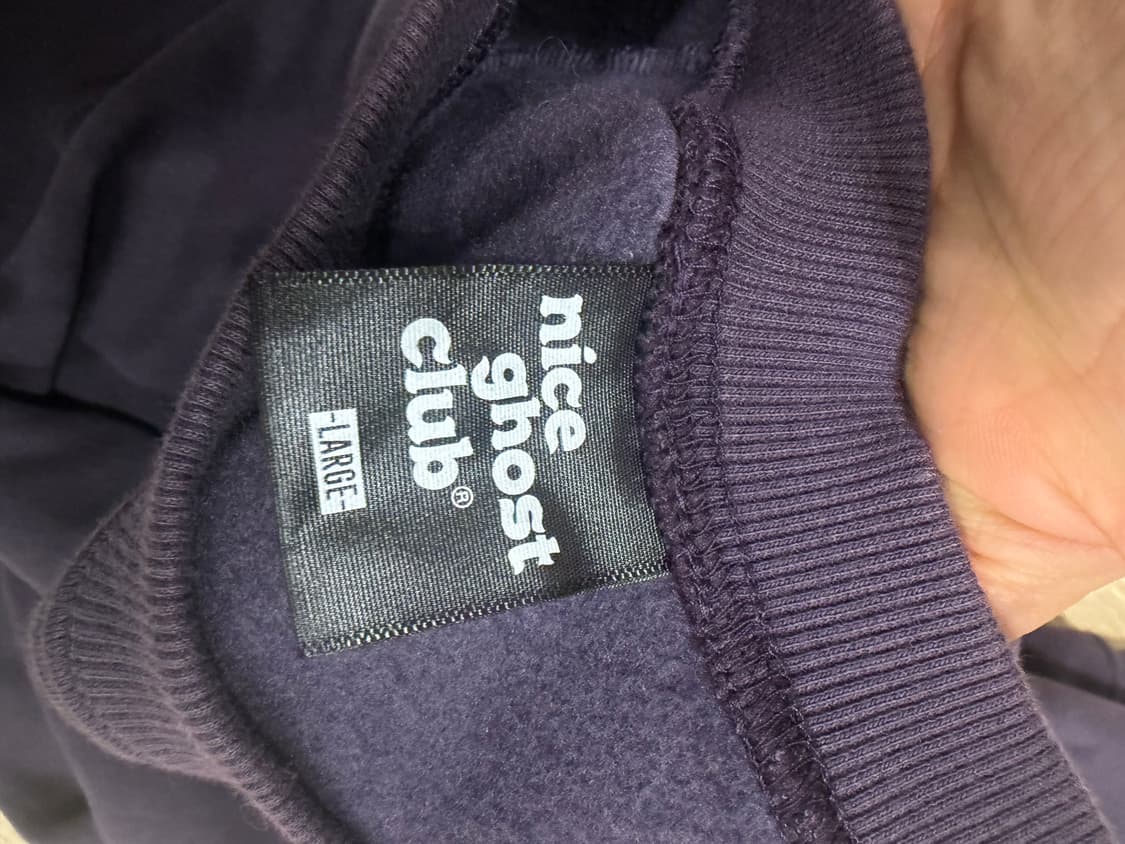 nice
ghost
club®
-LARGE-